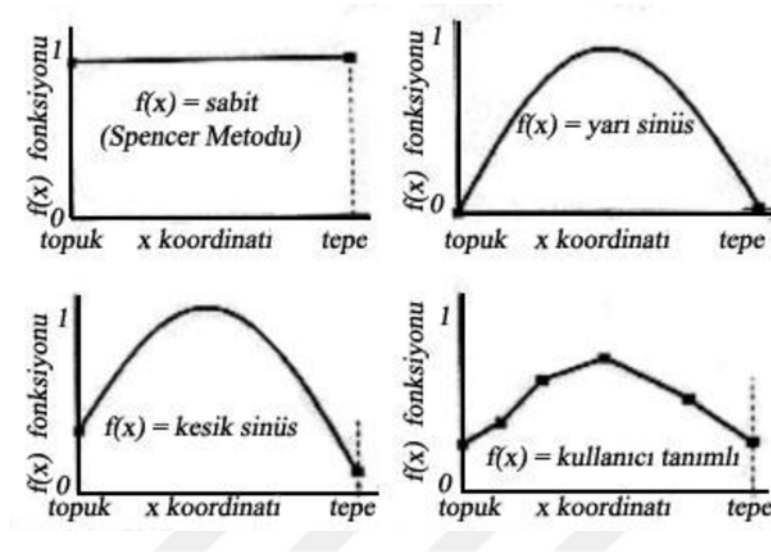 f(x) fonksiyonu
1
f(x) = sabit
(Spencer Metodu)
0
topuk x koordinatı tepe
f(x) fonksiyonu
1
f(x) = yarı sinüs
0
topuk x koordinatı tepe
f(x) fonksiyonu
1
f(x) = kesik sinüs
0
topuk x koordinatı tepe
f(x) fonksiyonu
1
f(x) = kullanıcı tanımlı
0
topuk x koordinatı tepe